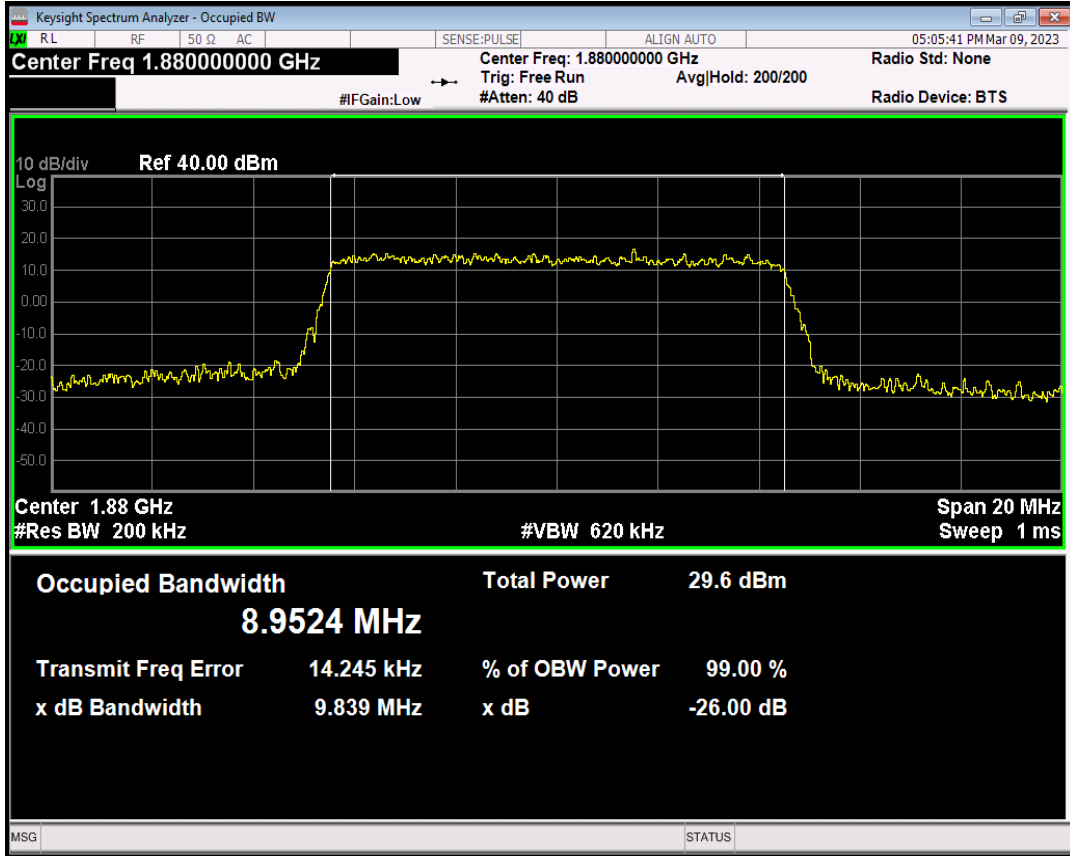 Keysight Spectrum Analyzer - Occupied BW
LXI RL RF 50 Ω AC SENSE:PULSE ALIGN AUTO 05:05:41 PM Mar 09, 2023
Center Freq 1.880000000 GHz
Center Freq: 1.880000000 GHz
Radio Std: None
Trig: Free Run
Avg|Hold: 200/200
#IFGain:Low
#Atten: 40 dB
Radio Device: BTS
10 dB/div Ref 40.00 dBm
Log
30.0
20.0
10.0
0.00
-10.0
-20.0
-30.0
-40.0
-50.0
Center 1.88 GHz
Span 20 MHz
#Res BW 200 kHz
#VBW 620 kHz
Sweep 1 ms
Occupied Bandwidth
Total Power 29.6 dBm
8.9524 MHz
Transmit Freq Error 14.245 kHz
% of OBW Power 99.00 %
x dB Bandwidth 9.839 MHz
x dB -26.00 dB
MSG
STATUS